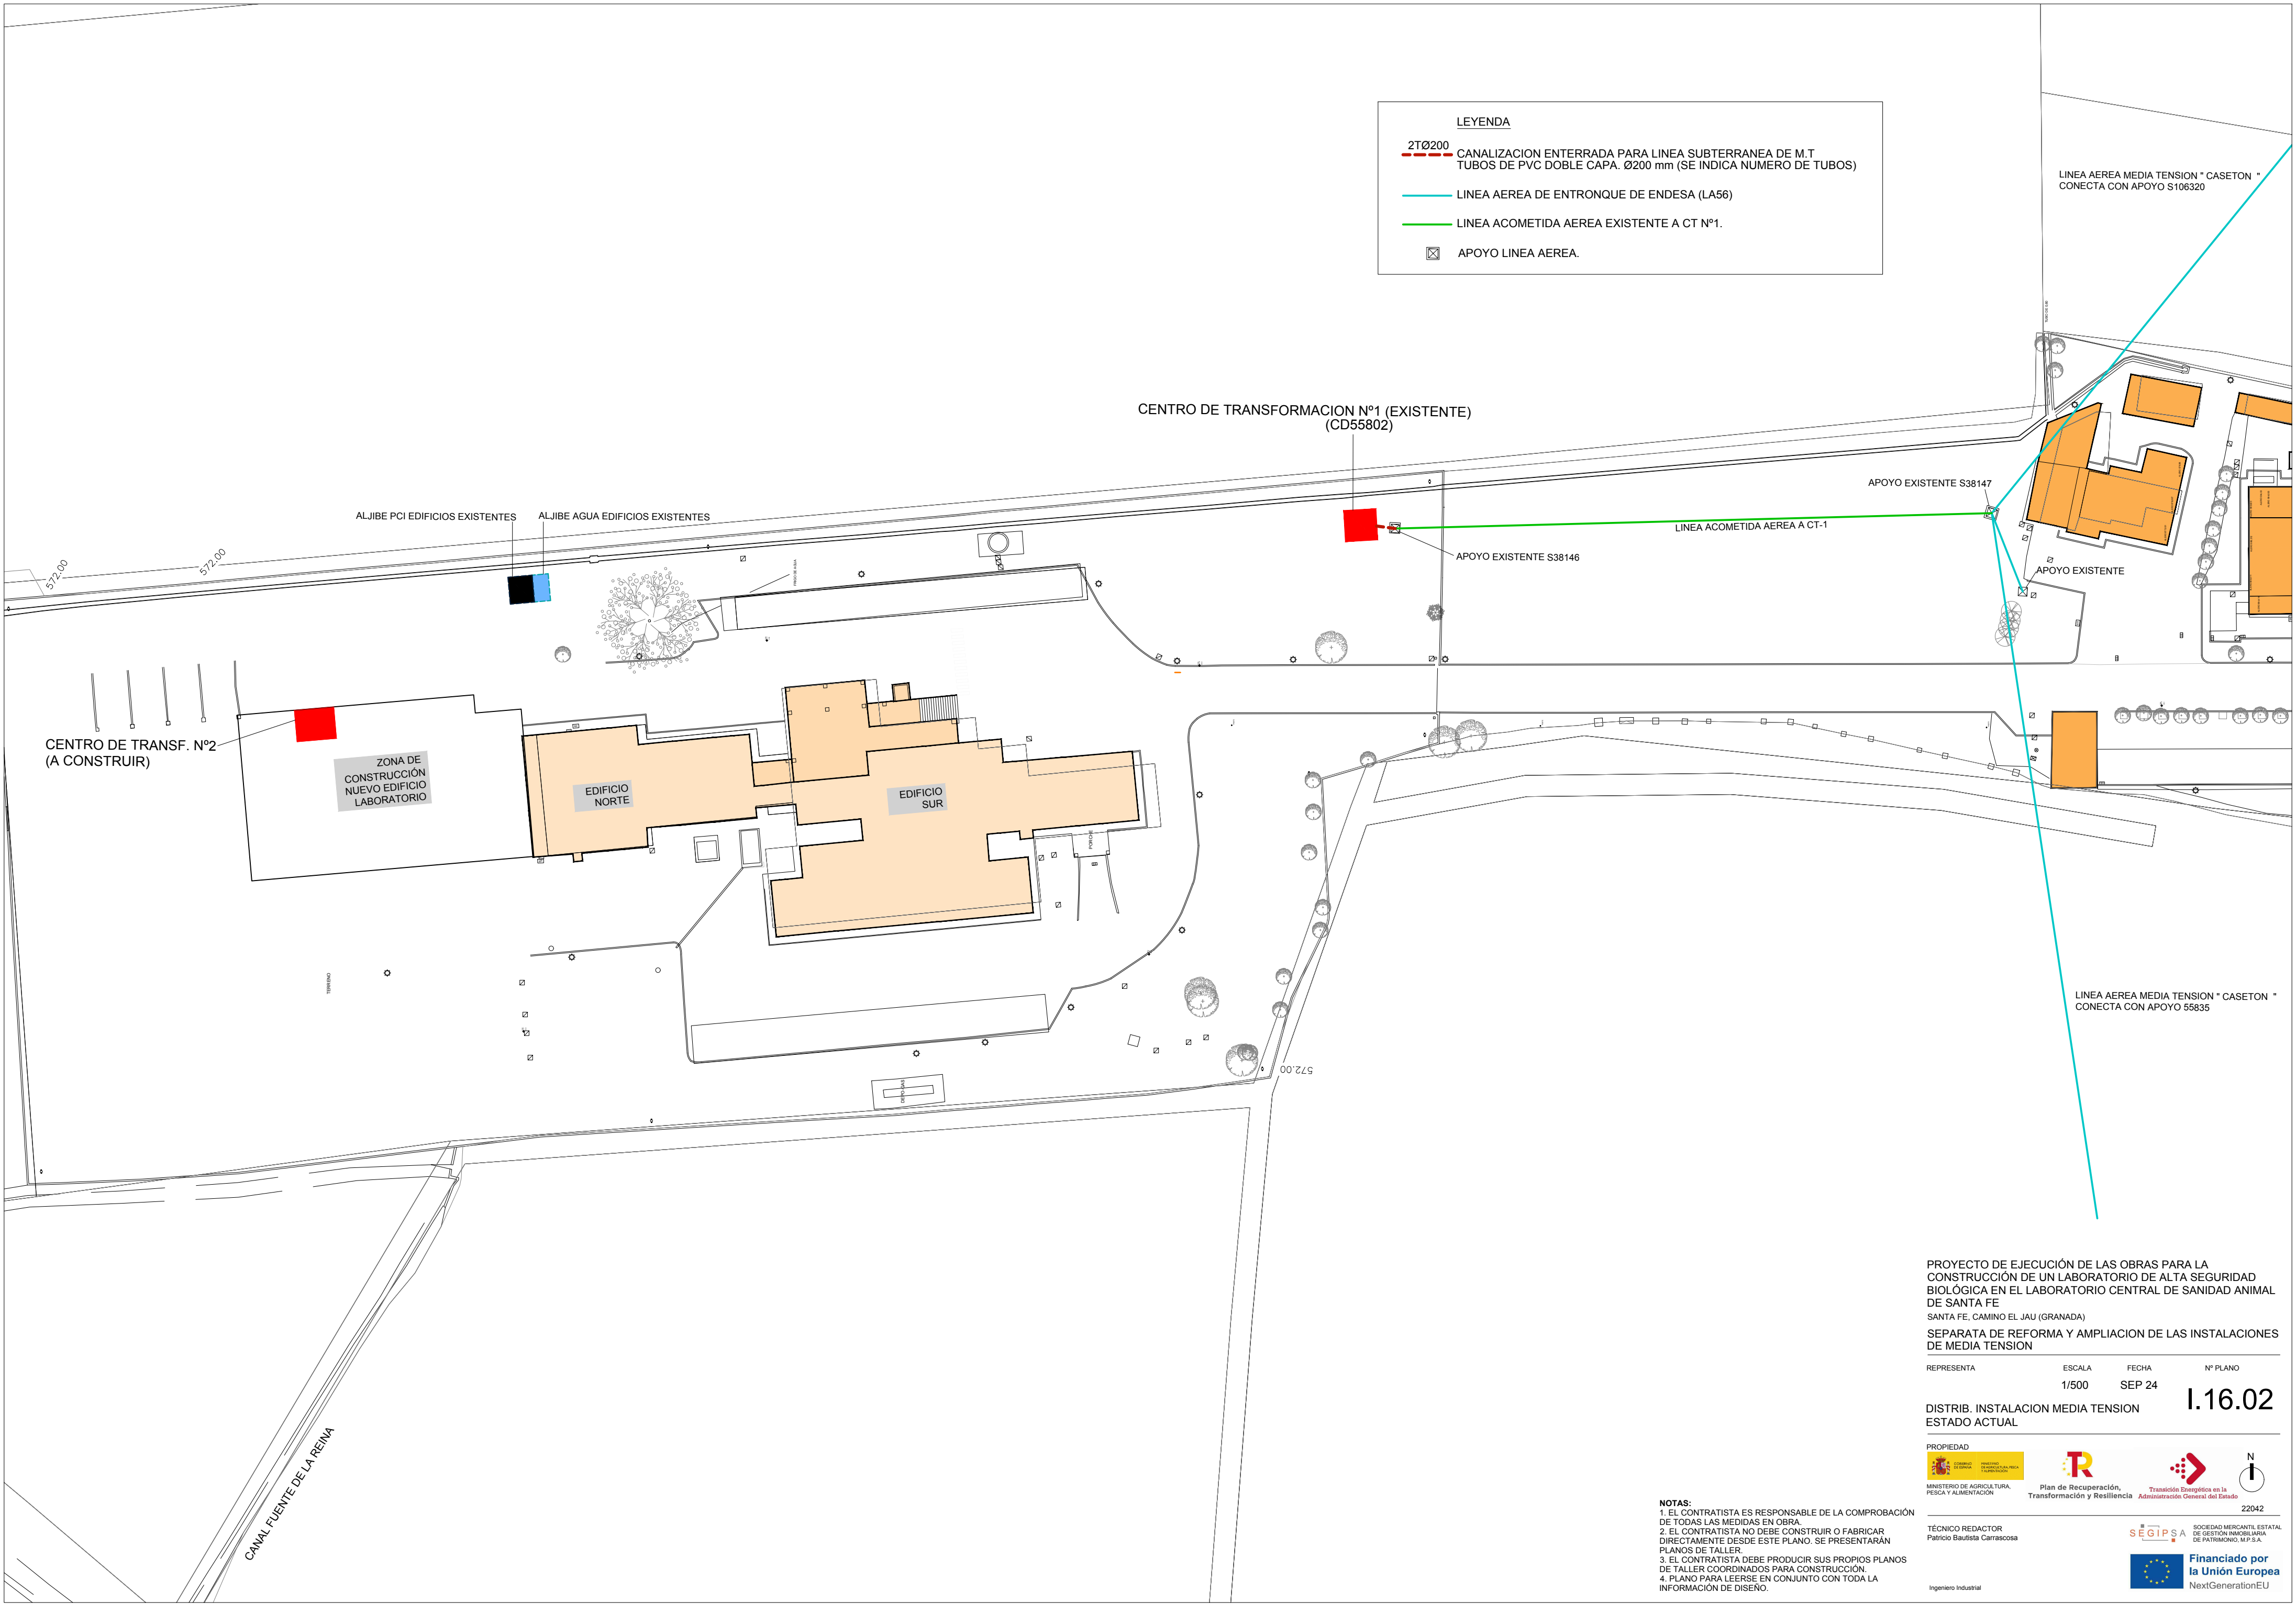 LEYENDA
2TØ200
CANALIZACION ENTERRADA PARA LINEA SUBTERRANEA DE M.T
TUBOS DE PVC DOBLE CAPA. Ø200 mm (SE INDICA NUMERO DE TUBOS)
LINEA AEREA DE ENTRONQUE DE ENDESA (LA56)
LINEA ACOMETIDA AEREA EXISTENTE A CT Nº1.
APOYO LINEA AEREA.
LINEA AEREA MEDIA TENSION " CASETON "
CONECTA CON APOYO S106320
CENTRO DE TRANSFORMACION Nº1 (EXISTENTE)
(CD55802)
APOYO EXISTENTE S38147
LINEA ACOMETIDA AEREA A CT-1
APOYO EXISTENTE S38146
APOYO EXISTENTE
ALJIBE PCI EDIFICIOS EXISTENTES
ALJIBE AGUA EDIFICIOS EXISTENTES
572.00
572.00
CENTRO DE TRANSF. Nº2
(A CONSTRUIR)
ZONA DE
CONSTRUCCIÓN
NUEVO EDIFICIO
LABORATORIO
EDIFICIO
NORTE
EDIFICIO
SUR
PORCHE
TERRENO
DEPO GAS
572.00
LINEA AEREA MEDIA TENSION " CASETON "
CONECTA CON APOYO 55835
CANAL FUENTE DE LA REINA
PROYECTO DE EJECUCIÓN DE LAS OBRAS PARA LA
CONSTRUCCIÓN DE UN LABORATORIO DE ALTA SEGURIDAD
BIOLÓGICA EN EL LABORATORIO CENTRAL DE SANIDAD ANIMAL
DE SANTA FE
SANTA FE, CAMINO EL JAU (GRANADA)
SEPARATA DE REFORMA Y AMPLIACION DE LAS INSTALACIONES
DE MEDIA TENSION
REPRESENTA
ESCALA
FECHA
Nº PLANO
1/500
SEP 24
I.16.02
DISTRIB. INSTALACION MEDIA TENSION
ESTADO ACTUAL
PROPIEDAD
GOBIERNO
DE ESPAÑA
MINISTERIO
DE AGRICULTURA, PESCA
Y ALIMENTACIÓN
MINISTERIO DE AGRICULTURA,
PESCA Y ALIMENTACIÓN
Plan de Recuperación,
Transformación y Resiliencia
Transición Energética en la
Administración General del Estado
N
22042
TÉCNICO REDACTOR
Patricio Bautista Carrascosa
SEGIPSA
SOCIEDAD MERCANTIL ESTATAL
DE GESTIÓN INMOBILIARIA
DE PATRIMONIO, M.P.S.A.
Financiado por
la Unión Europea
NextGenerationEU
Ingeniero Industrial
NOTAS:
1. EL CONTRATISTA ES RESPONSABLE DE LA COMPROBACIÓN
DE TODAS LAS MEDIDAS EN OBRA.
2. EL CONTRATISTA NO DEBE CONSTRUIR O FABRICAR
DIRECTAMENTE DESDE ESTE PLANO. SE PRESENTARÁN
PLANOS DE TALLER.
3. EL CONTRATISTA DEBE PRODUCIR SUS PROPIOS PLANOS
DE TALLER COORDINADOS PARA CONSTRUCCIÓN.
4. PLANO PARA LEERSE EN CONJUNTO CON TODA LA
INFORMACIÓN DE DISEÑO.